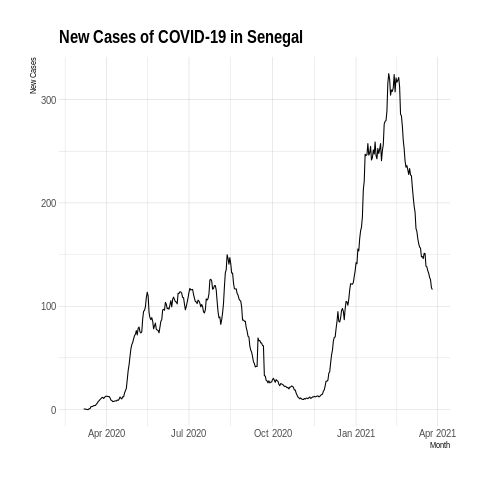 New Cases of COVID-19 in Senegal
New Cases
300
200
100
0
Apr 2020
Jul 2020
Oct 2020
Jan 2021
Apr 2021
Month